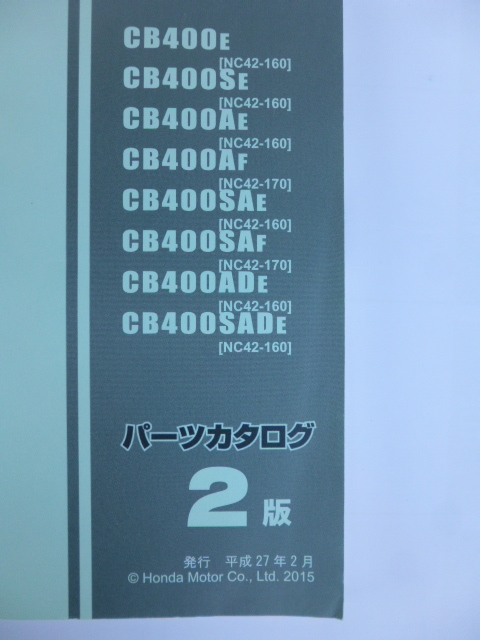 CB400E
[NC42-160]
CB400SE
[NC42-160]
CB400AE
[NC42-160]
CB400AF
[NC42-170]
CB400SAE
[NC42-160]
CB400SAF
[NC42-170]
CB400ADE
[NC42-160]
CB400SADE
[NC42-160]
パーツカタログ
2版
発行 平成27年2月
© Honda Motor Co., Ltd. 2015